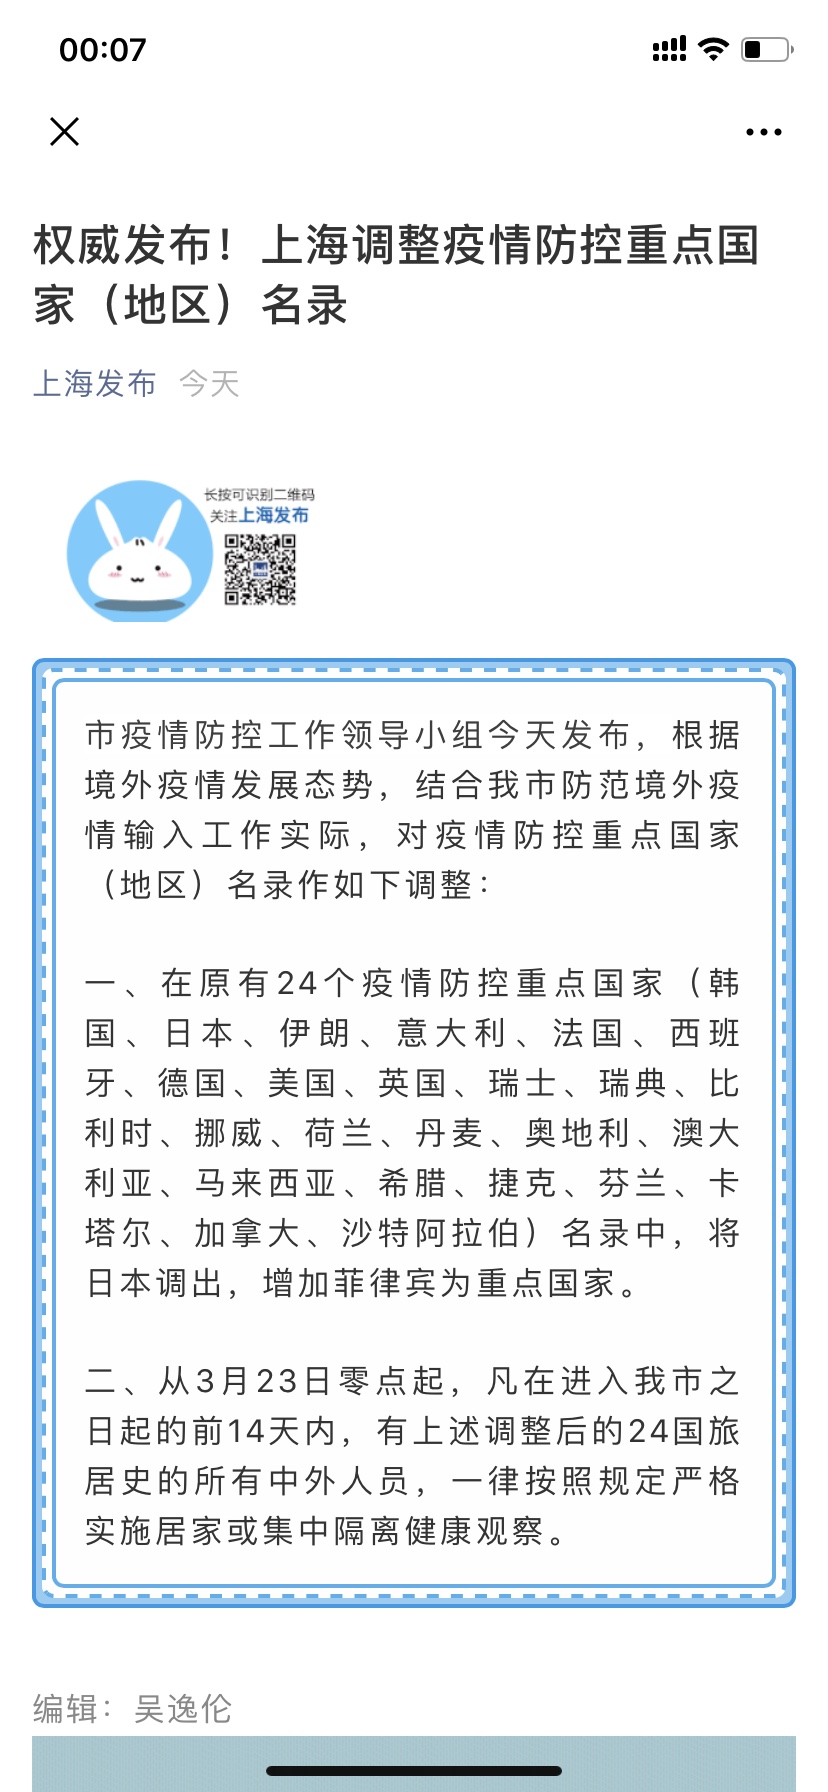 00:07
权威发布！上海调整疫情防控重点国
家（地区）名录
上海发布 今天
长按可识别二维码
关注上海发布
市疫情防控工作领导小组今天发布，根据
境外疫情发展态势，结合我市防范境外疫
情输入工作实际，对疫情防控重点国家
（地区）名录作如下调整：
一、在原有24个疫情防控重点国家（韩
国、日本、伊朗、意大利、法国、西班
牙、德国、美国、英国、瑞士、瑞典、比
利时、挪威、荷兰、丹麦、奥地利、澳大
利亚、马来西亚、希腊、捷克、芬兰、卡
塔尔、加拿大、沙特阿拉伯）名录中，将
日本调出，增加菲律宾为重点国家。
二、从3月23日零点起，凡在进入我市之
日起的前14天内，有上述调整后的24国旅
居史的所有中外人员，一律按照规定严格
实施居家或集中隔离健康观察。
编辑：吴逸伦